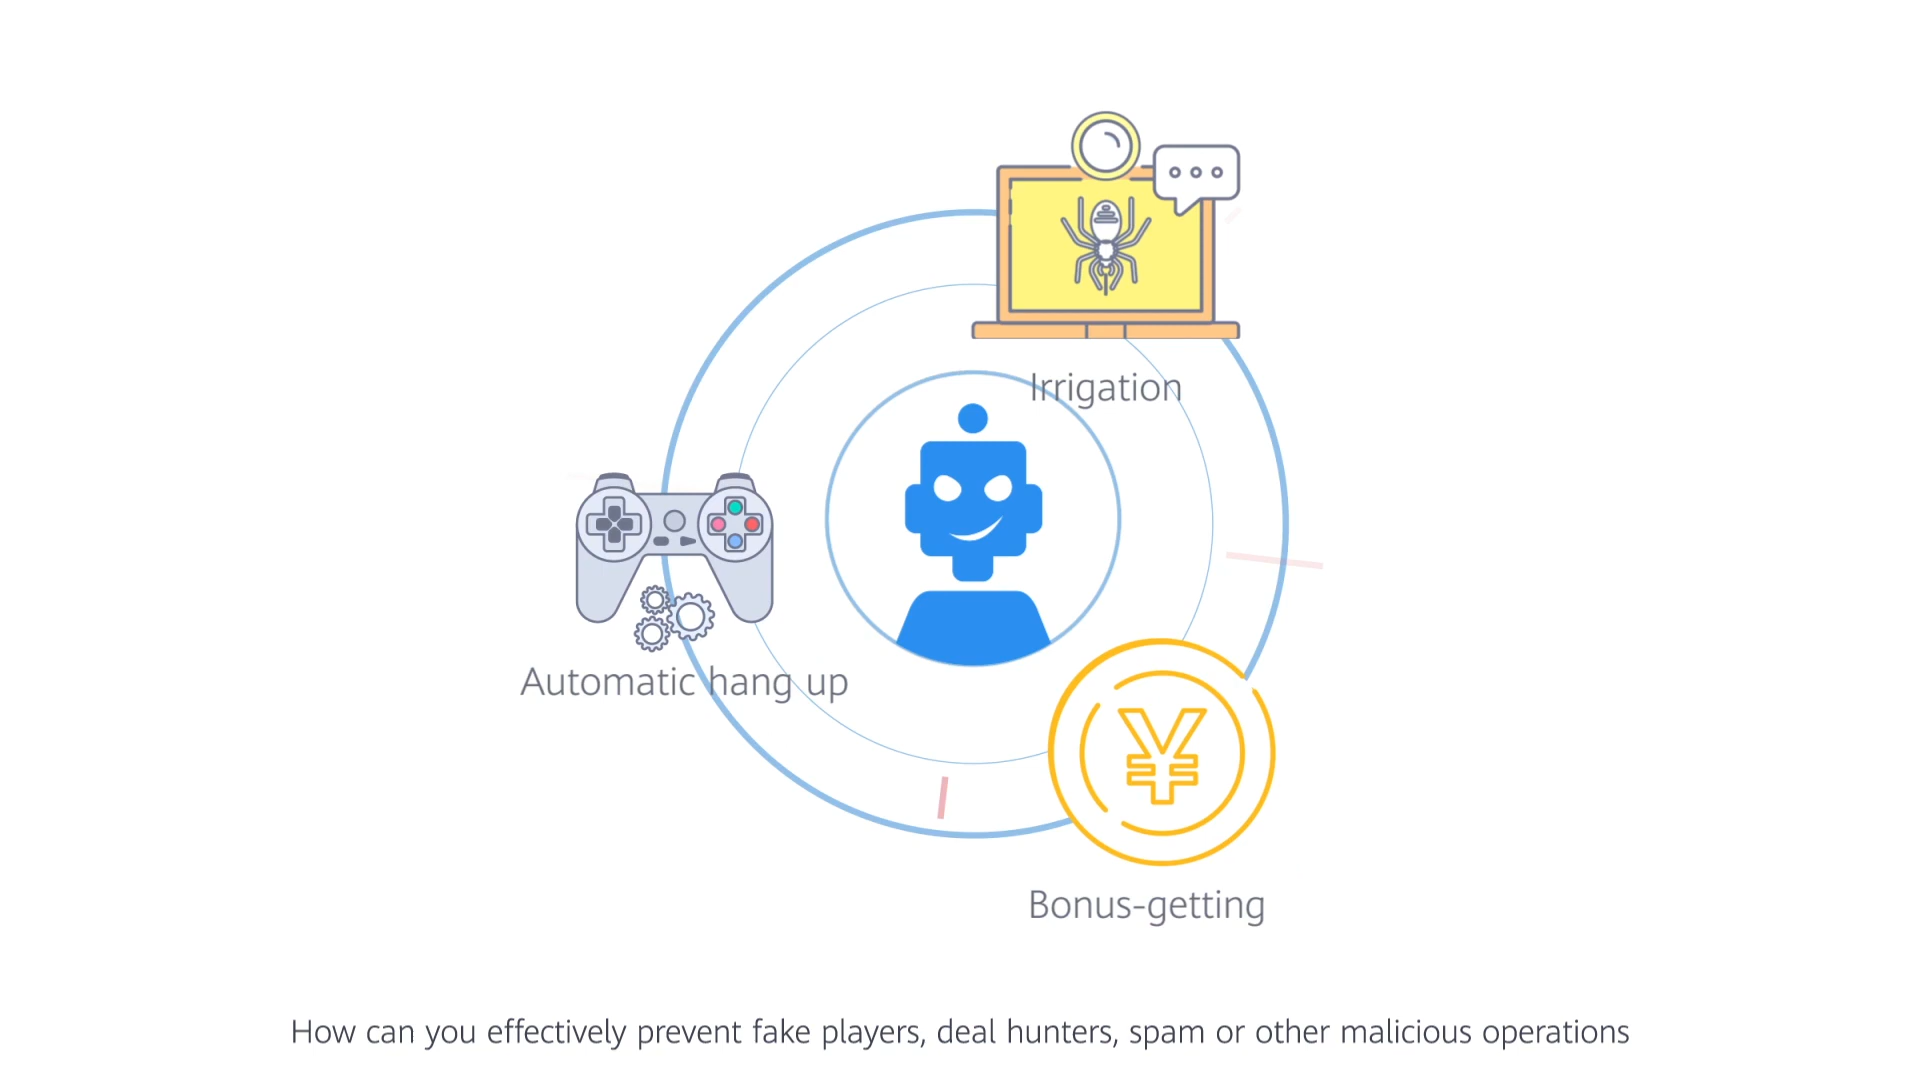 Irrigation
Automatic hang up
Bonus-getting
How can you effectively prevent fake players, deal hunters, spam or other malicious operations